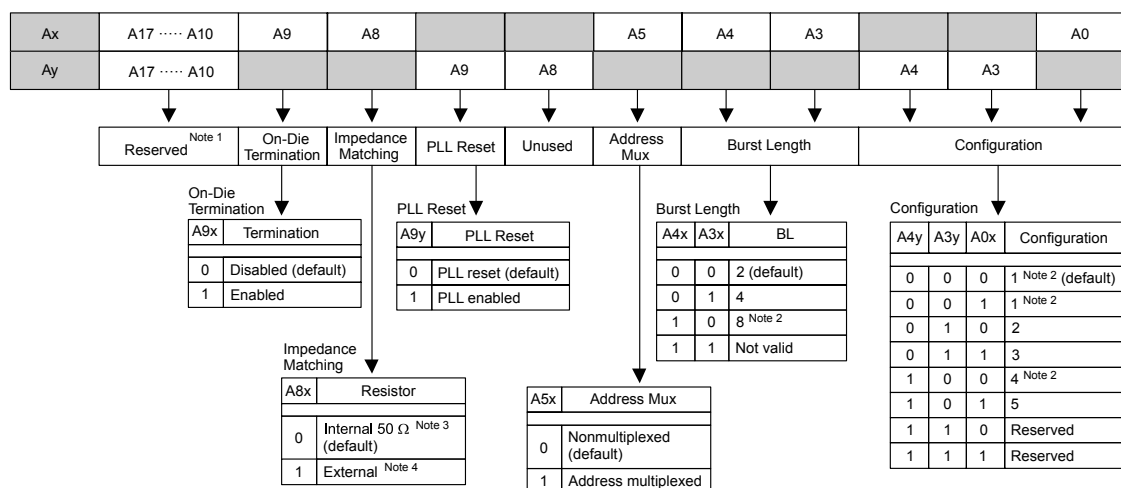 Ax A17 ····· A10 A9 A8 A5 A4 A3 A0
Ay A17 ····· A10 A9 A8 A4 A3
Reserved Note 1
On-Die
Termination
Impedance
Matching
PLL Reset
Unused
Address
Mux
Burst Length
Configuration
On-Die
Termination
A9x Termination
0 Disabled (default)
1 Enabled
PLL Reset
A9y PLL Reset
0 PLL reset (default)
1 PLL enabled
Burst Length
A4x A3x BL
0 0 2 (default)
0 1 4
1 0 8 Note 2
1 1 Not valid
Configuration
A4y A3y A0x Configuration
0 0 0 1 Note 2 (default)
0 0 1 1 Note 2
0 1 0 2
0 1 1 3
1 0 0 4 Note 2
1 0 1 5
1 1 0 Reserved
1 1 1 Reserved
Impedance
Matching
A8x Resistor
0 Internal 50 Ω Note 3
(default)
1 External Note 4
A5x Address Mux
0 Nonmultiplexed
(default)
1 Address multiplexed